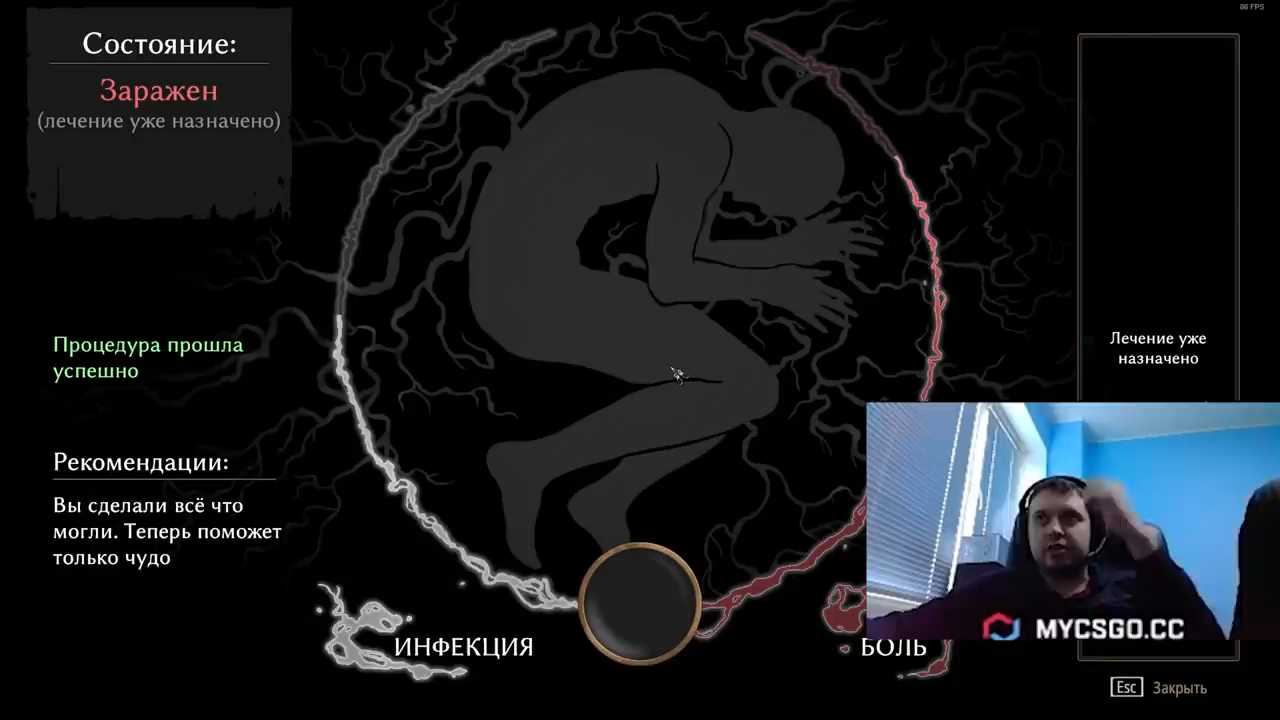 86 FPS
Состояние:
Заражен
(лечение уже назначено)
Процедура прошла
успешно
Рекомендации:
Вы сделали всё что
могли. Теперь поможет
только чудо
Лечение уже
назначено
ИНФЕКЦИЯ
БОЛЬ
MYCSGO.CC
Esc Закрыть